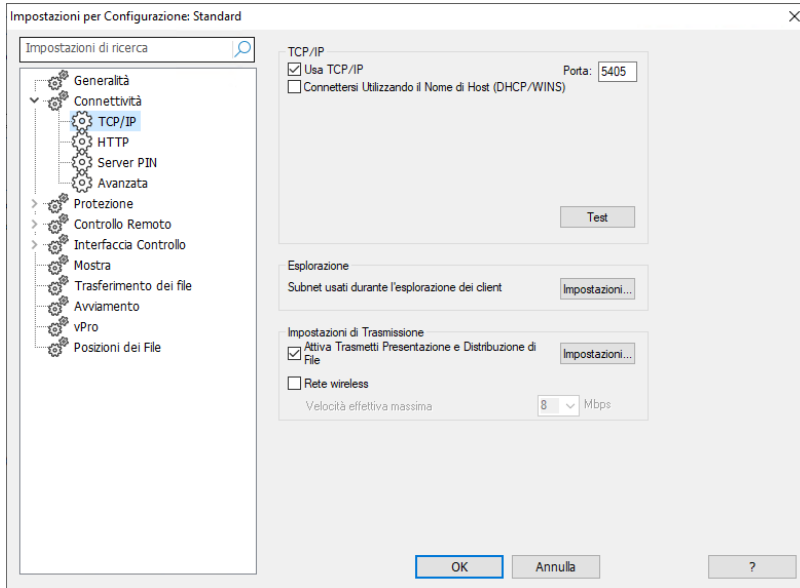 Impostazioni per Configurazione: Standard
Impostazioni di ricerca
Generalità
Connettività
TCP/IP
HTTP
Server PIN
Avanzata
Protezione
Controllo Remoto
Interfaccia Controllo
Mostra
Trasferimento dei file
Avviamento
vPro
Posizioni dei File
TCP/IP
Usa TCP/IP Porta: 5405
Connettersi Utilizzando il Nome di Host (DHCP/WINS)
Test
Esplorazione
Subnet usati durante l'esplorazione dei client Impostazioni...
Impostazioni di Trasmissione
Attiva Trasmetti Presentazione e Distribuzione di
File
Impostazioni...
Rete wireless
Velocità effettiva massima 8 Mbps
OK Annulla ?